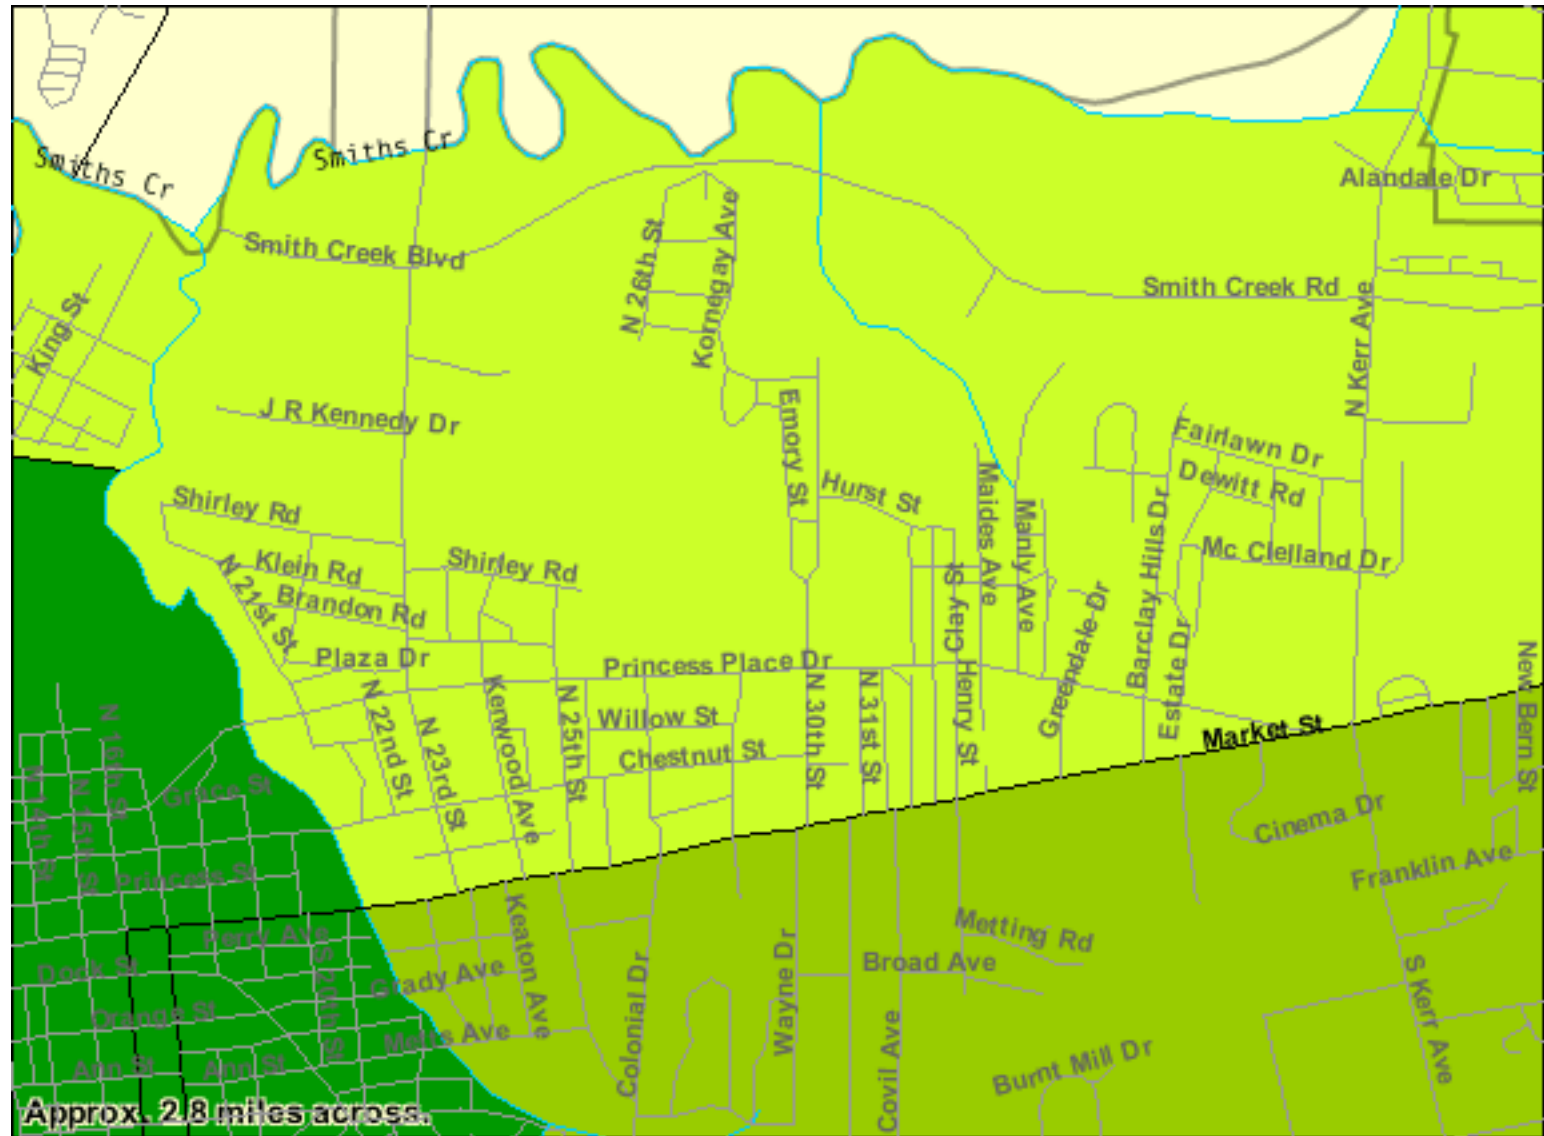 Smiths Cr
Smiths Cr
Alandale Dr
Smith Creek Blvd
N 26th St
Kornegay Ave
Smith Creek Rd
King St
N Kerr Ave
J R Kennedy Dr
Emory St
Fairlawn Dr
Dewitt Rd
Hurst St
Maides Ave
Manly Ave
Shirley Rd
Mc Clelland Dr
Klein Rd
Shirley Rd
N 21st St
Brandon Rd
Clay St
Greendale Dr
Barclay Hills Dr
Estate Dr
Plaza Dr
Princess Place Dr
New Bern St
N 22nd St
N 23rd St
Kenwood Ave
N 25th St
Willow St
Chestnut St
N 30th St
N 31st St
Henry St
Market St
N 16th St
N 15th St
N 14th St
Grace St
Princess St
Cinema Dr
Franklin Ave
Perry Ave
Keaton Ave
Metting Rd
Dock St
S 20th St
Grady Ave
Colonial Dr
Wayne Dr
Broad Ave
S Kerr Ave
Orange St
Metts Ave
Covil Ave
Burnt Mill Dr
Ann St
Ann St
Approx. 2.8 miles across.